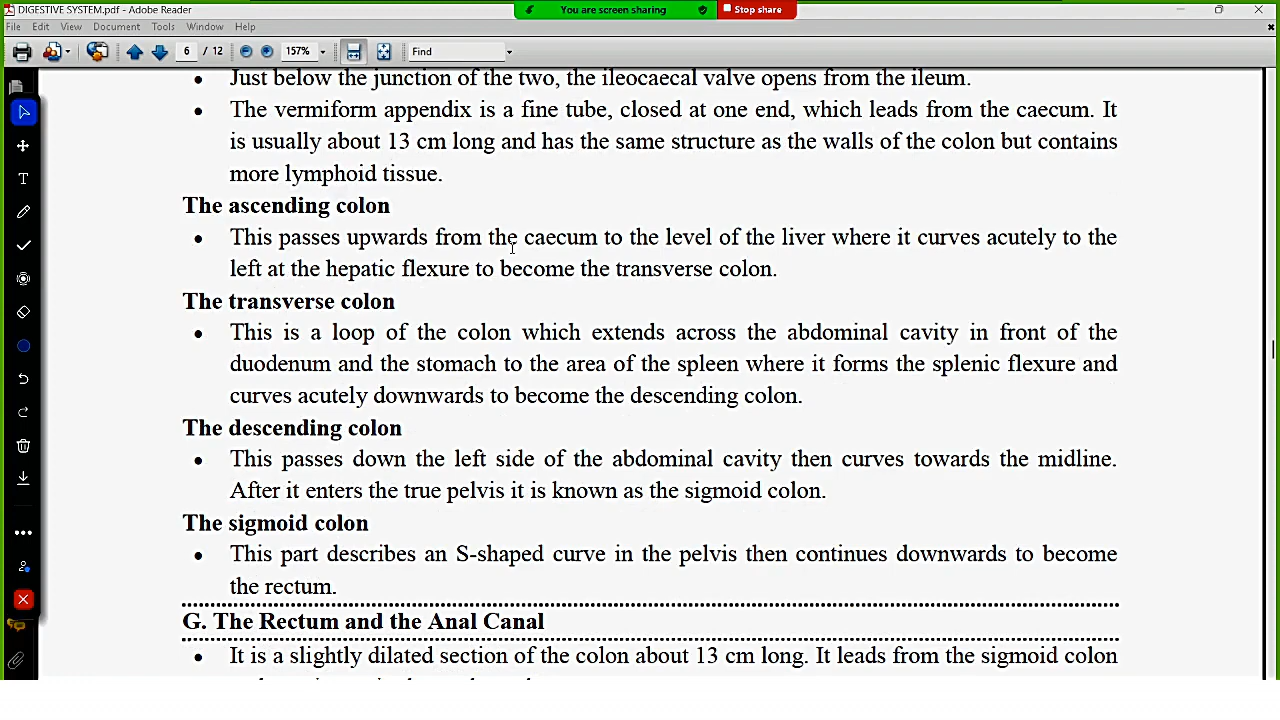 DIGESTIVE SYSTEM.pdf - Adobe Reader
You are screen sharing
Stop share
File Edit View Document Tools Window Help
6 / 12
157%
Find
• Just below the junction of the two, the ileocaecal valve opens from the ileum.
• The vermiform appendix is a fine tube, closed at one end, which leads from the caecum. It
is usually about 13 cm long and has the same structure as the walls of the colon but contains
more lymphoid tissue.
The ascending colon
• This passes upwards from the caecum to the level of the liver where it curves acutely to the
left at the hepatic flexure to become the transverse colon.
The transverse colon
• This is a loop of the colon which extends across the abdominal cavity in front of the
duodenum and the stomach to the area of the spleen where it forms the splenic flexure and
curves acutely downwards to become the descending colon.
The descending colon
• This passes down the left side of the abdominal cavity then curves towards the midline.
After it enters the true pelvis it is known as the sigmoid colon.
The sigmoid colon
• This part describes an S-shaped curve in the pelvis then continues downwards to become
the rectum.
G. The Rectum and the Anal Canal
• It is a slightly dilated section of the colon about 13 cm long. It leads from the sigmoid colon